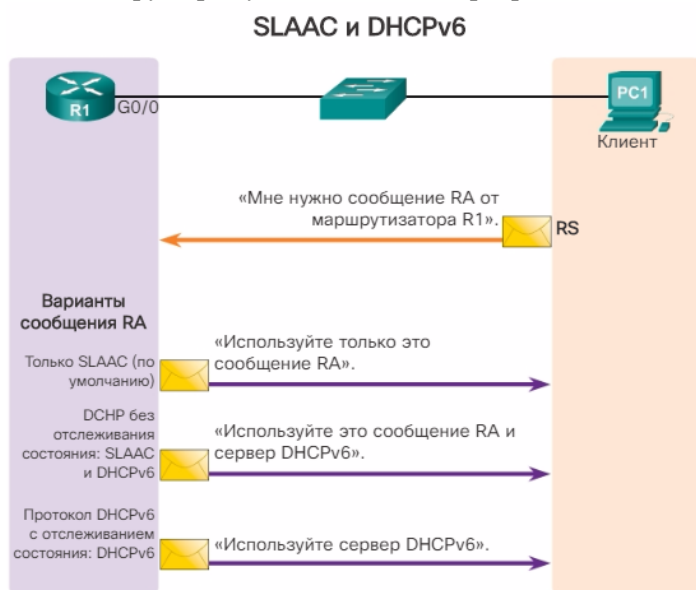 SLAAC и DHCPv6
R1
G0/0
PC1
Клиент
«Мне нужно сообщение RA от
маршрутизатора R1».
RS
Варианты
сообщения RA
Только SLAAC (по
умолчанию)
«Используйте только это
сообщение RA».
DCHP без
отслеживания
состояния: SLAAC
и DHCPv6
«Используйте это сообщение RA и
сервер DHCPv6».
Протокол DHCPv6
с отслеживанием
состояния: DHCPv6
«Используйте сервер DHCPv6».